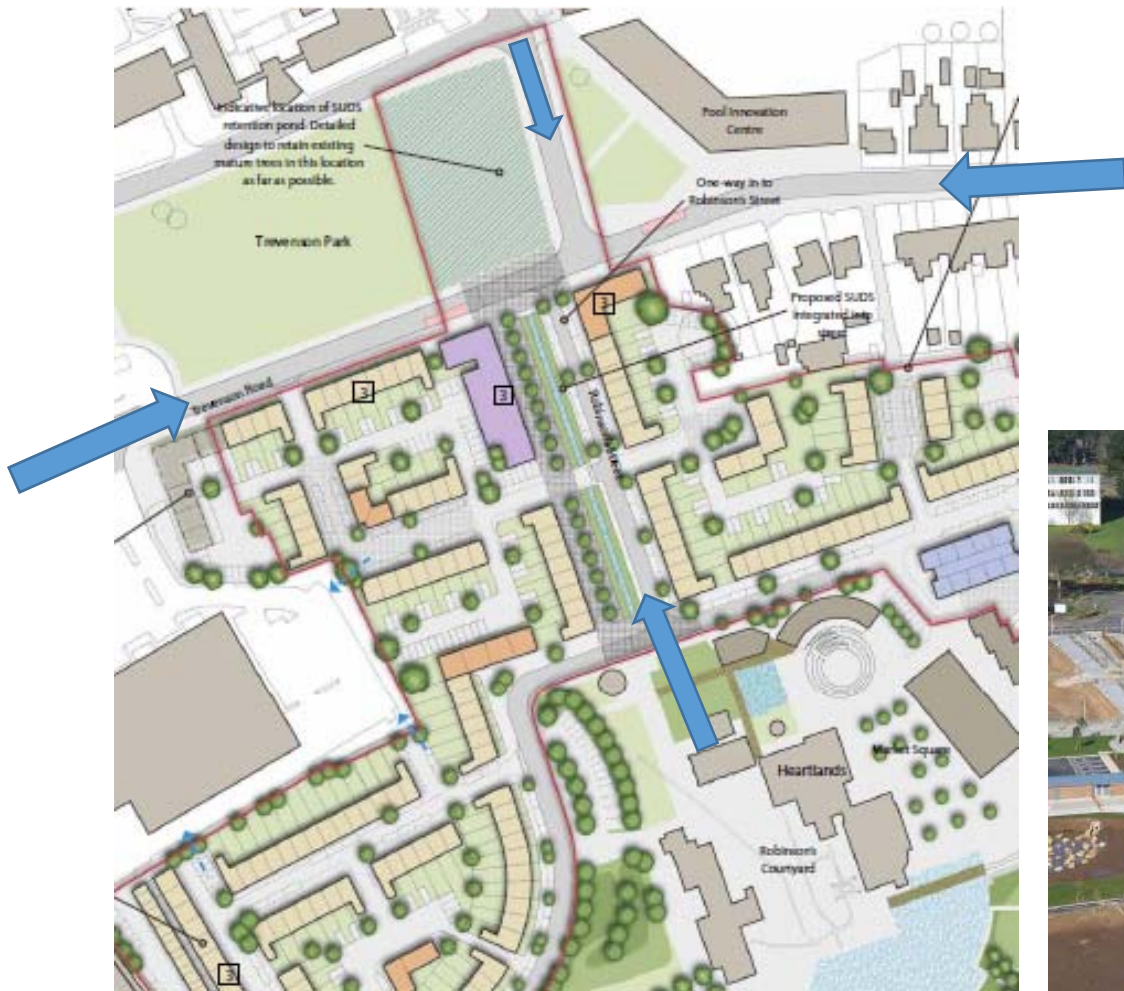 Indicative location of SUDS
retention pond. Detailed
design to retain existing
mature trees in this location
as far as possible.
Pool Innovation
Centre
One-way in to
Robinson's Street
Trevenson Park
Proposed SUDS
integrated into
street
3
3
3
Trevenson Road
Robinson's Street
Market Square
Heartlands
Robinson's
Courtyard
3